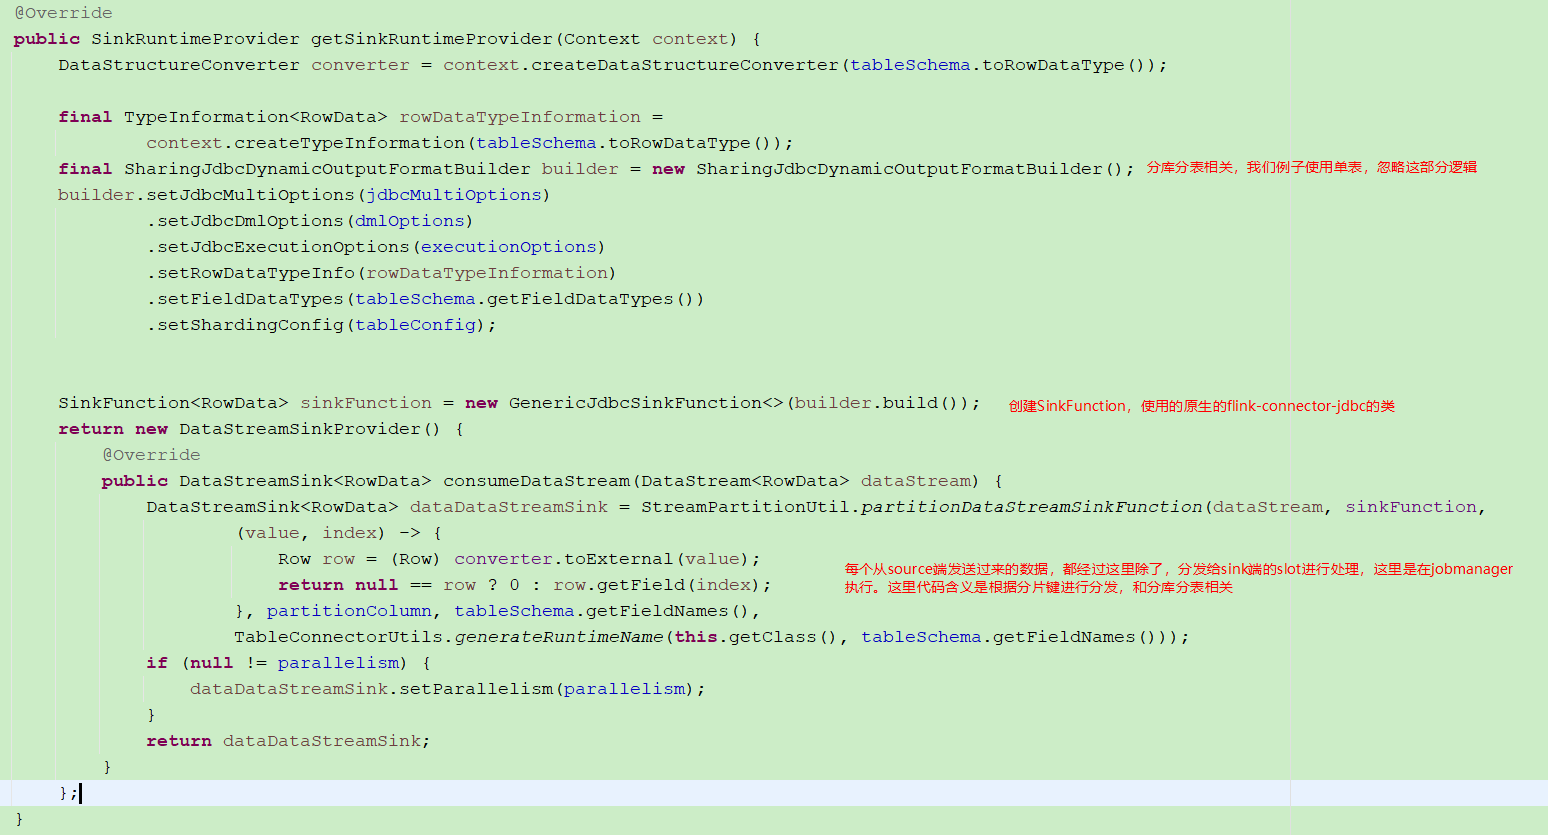 @Override
public SinkRuntimeProvider getSinkRuntimeProvider(Context context) {
DataStructureConverter converter = context.createDataStructureConverter(tableSchema.toRowDataType());
final TypeInformation<RowData> rowDataTypeInformation =
context.createTypeInformation(tableSchema.toRowDataType());
final SharingJdbcDynamicOutputFormatBuilder builder = new SharingJdbcDynamicOutputFormatBuilder(); 分库分表相关，我们例子使用单表，忽略这部分逻辑
builder.setJdbcMultiOptions(jdbcMultiOptions)
.setJdbcDmlOptions(dmlOptions)
.setJdbcExecutionOptions(executionOptions)
.setRowDataTypeInfo(rowDataTypeInformation)
.setFieldDataTypes(tableSchema.getFieldDataTypes())
.setShardingConfig(tableConfig);
SinkFunction<RowData> sinkFunction = new GenericJdbcSinkFunction<>(builder.build()); 创建SinkFunction，使用的原生的flink-connector-jdbc的类
return new DataStreamSinkProvider() {
@Override
public DataStreamSink<RowData> consumeDataStream(DataStream<RowData> dataStream) {
DataStreamSink<RowData> dataDataStreamSink = StreamPartitionUtil.partitionDataStreamSinkFunction(dataStream, sinkFunction,
(value, index) -> {
Row row = (Row) converter.toExternal(value);
return null == row ? 0 : row.getField(index);
}, partitionColumn, tableSchema.getFieldNames(),
TableConnectorUtils.generateRuntimeName(this.getClass(), tableSchema.getFieldNames()));
每个从source端发送过来的数据，都经过这里除了，分发给sink端的slot进行处理，这里是在jobmanager
执行。这里代码含义是根据分片键进行分发，和分库分表相关
if (null != parallelism) {
dataDataStreamSink.setParallelism(parallelism);
}
return dataDataStreamSink;
}
};
}